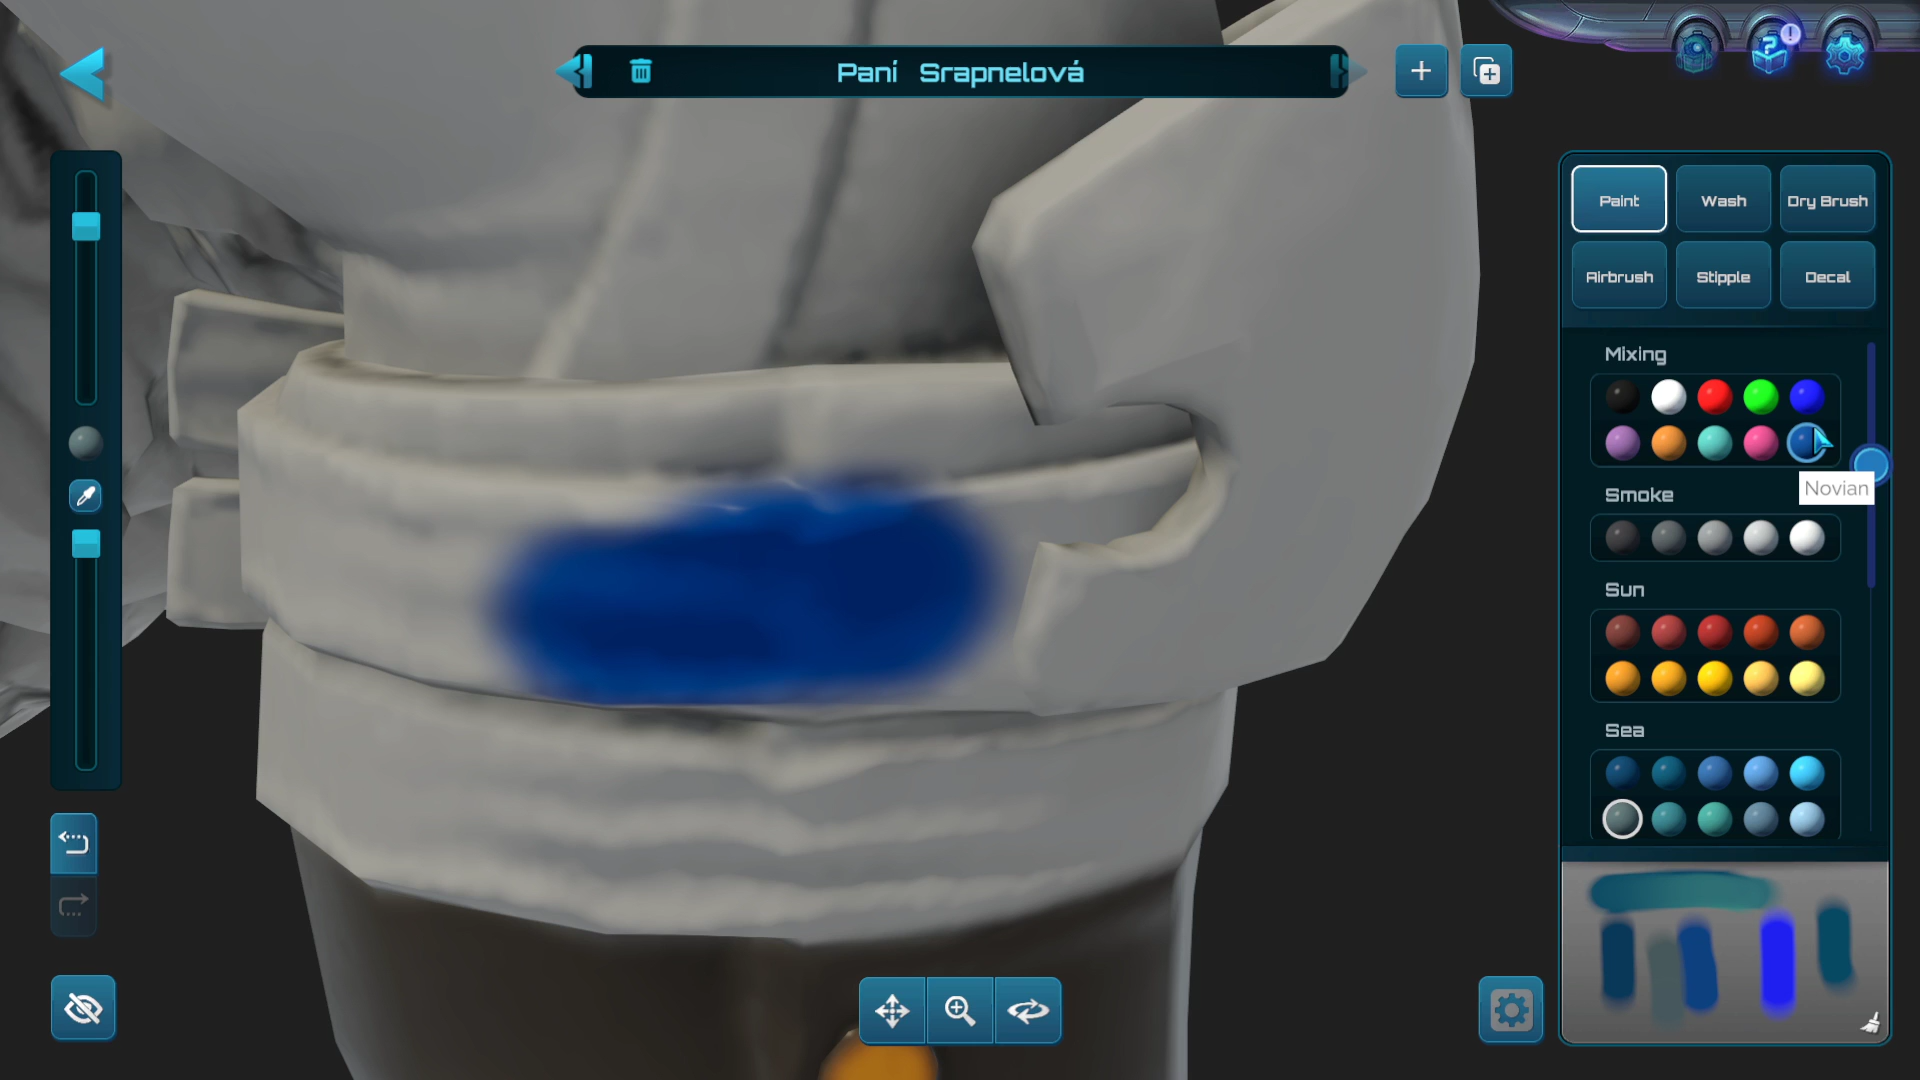 Paní Srapnelová
Paint
Wash
Dry Brush
Airbrush
Stipple
Decal
Mixing
Novian
Smoke
Sun
Sea